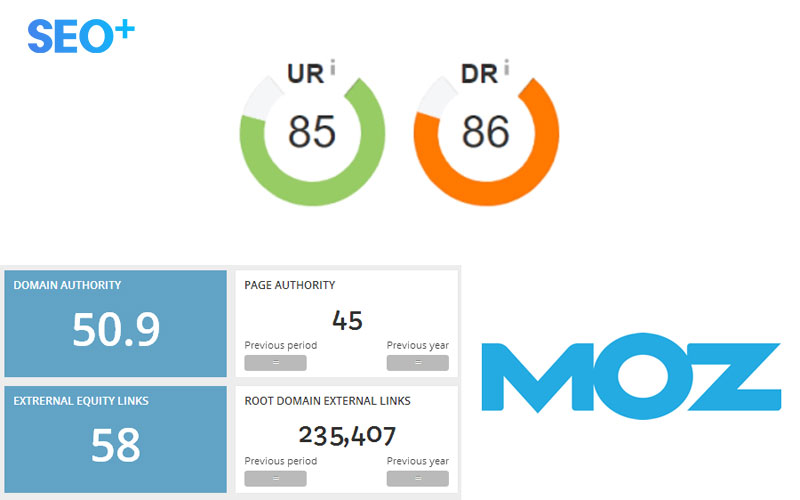 SEO+
UR i
DR i
85
86
DOMAIN AUTHORITY
50.9
PAGE AUTHORITY
45
Previous period
Previous year
=
=
EXTRERNAL EQUITY LINKS
58
ROOT DOMAIN EXTERNAL LINKS
235,407
Previous period
Previous year
=
=
MOZ